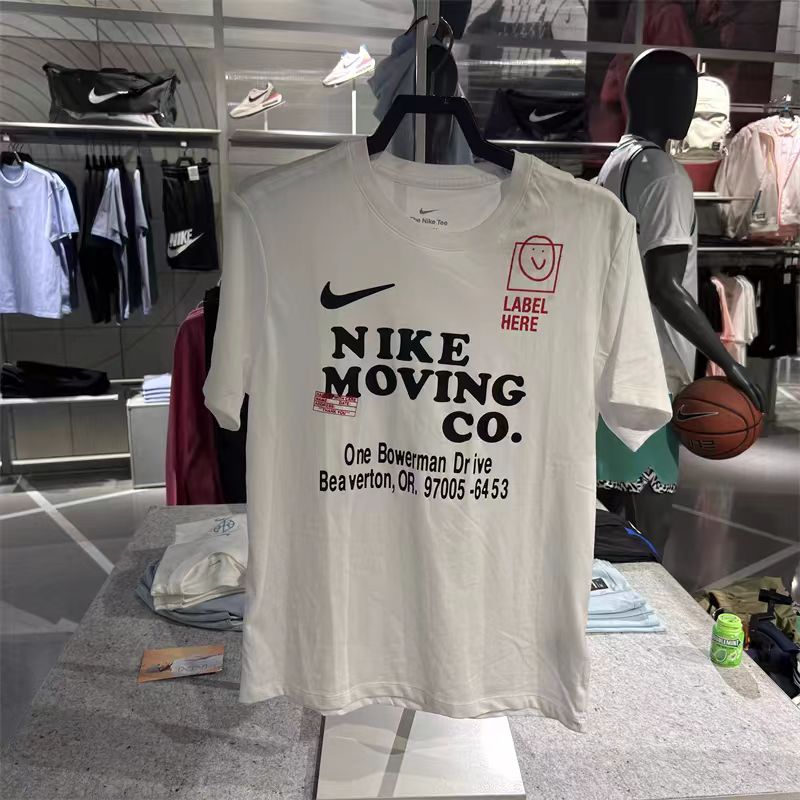 The Nike Tee
LABEL
HERE
NIKE
MOVING
CO.
"THANK YOU"
One Bowerman Drive
Beaverton, OR. 97005-6453
NIKE